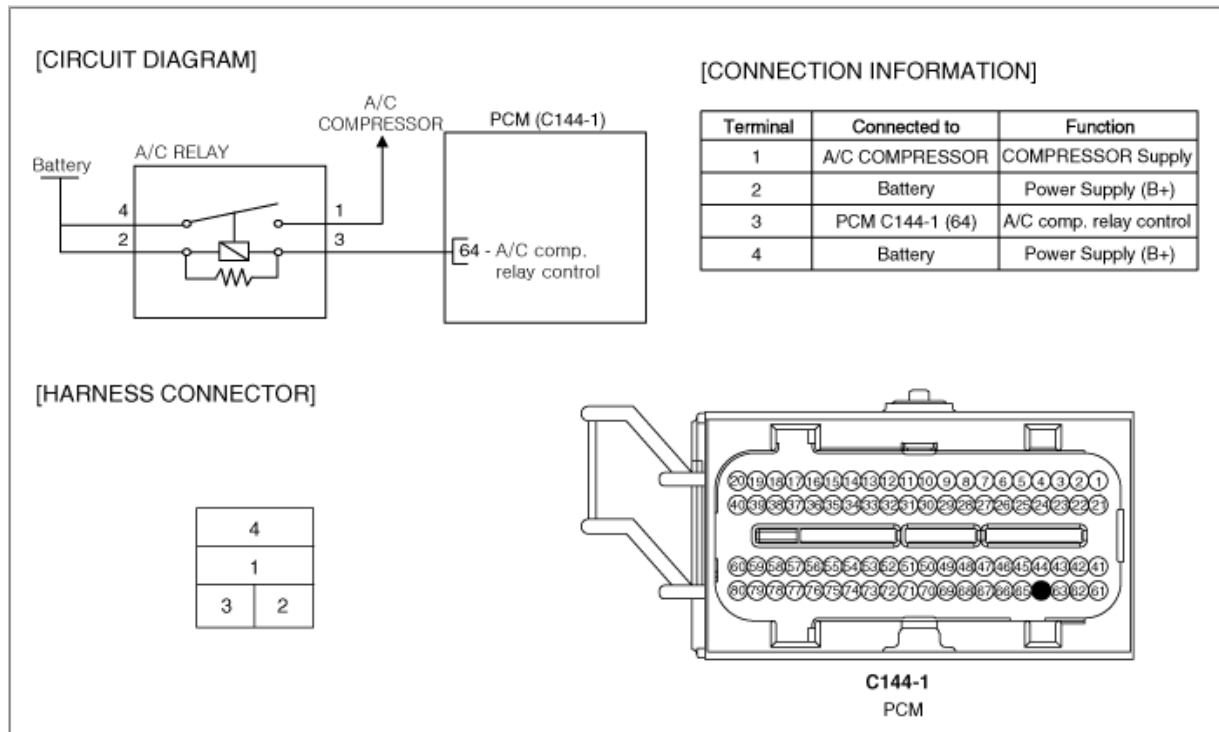 [CIRCUIT DIAGRAM]
A/C
COMPRESSOR
PCM (C144-1)
A/C RELAY
Battery
4
1
2
3
64 - A/C comp.
relay control
[CONNECTION INFORMATION]
Terminal Connected to Function
1 A/C COMPRESSOR COMPRESSOR Supply
2 Battery Power Supply (B+)
3 PCM C144-1 (64) A/C comp. relay control
4 Battery Power Supply (B+)
[HARNESS CONNECTOR]
4
1
3 2
20 19 18 17 16 15 14 13 12 11 10 9 8 7 6 5 4 3 2 1
40 39 38 37 36 35 34 33 32 31 30 29 28 27 26 25 24 23 22 21
60 59 58 57 56 55 54 53 52 51 50 49 48 47 46 45 44 43 42 41
80 79 78 77 76 75 74 73 72 71 70 69 68 67 66 65 63 62 61
C144-1
PCM